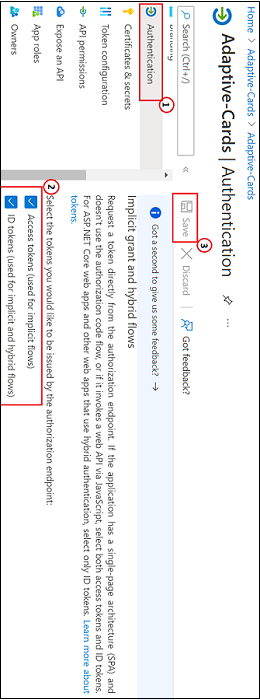 Home > Adaptive-Cards > Adaptive-Cards
Adaptive-Cards | Authentication
Search (Ctrl+/)
Save
Discard
Got feedback?
Branding
Authentication
Certificates & secrets
Token configuration
API permissions
Expose an API
App roles
Owners
1
3
Got a second to give us some feedback? →
Implicit grant and hybrid flows
Request a token directly from the authorization endpoint. If the application has a single-page architecture (SPA) and
doesn't use the authorization code flow, or if it invokes a web API via JavaScript, select both access tokens and ID tokens.
For ASP.NET Core web apps and other web apps that use hybrid authentication, select only ID tokens. Learn more about
tokens.
2
Select the tokens you would like to be issued by the authorization endpoint:
Access tokens (used for implicit flows)
ID tokens (used for implicit and hybrid flows)